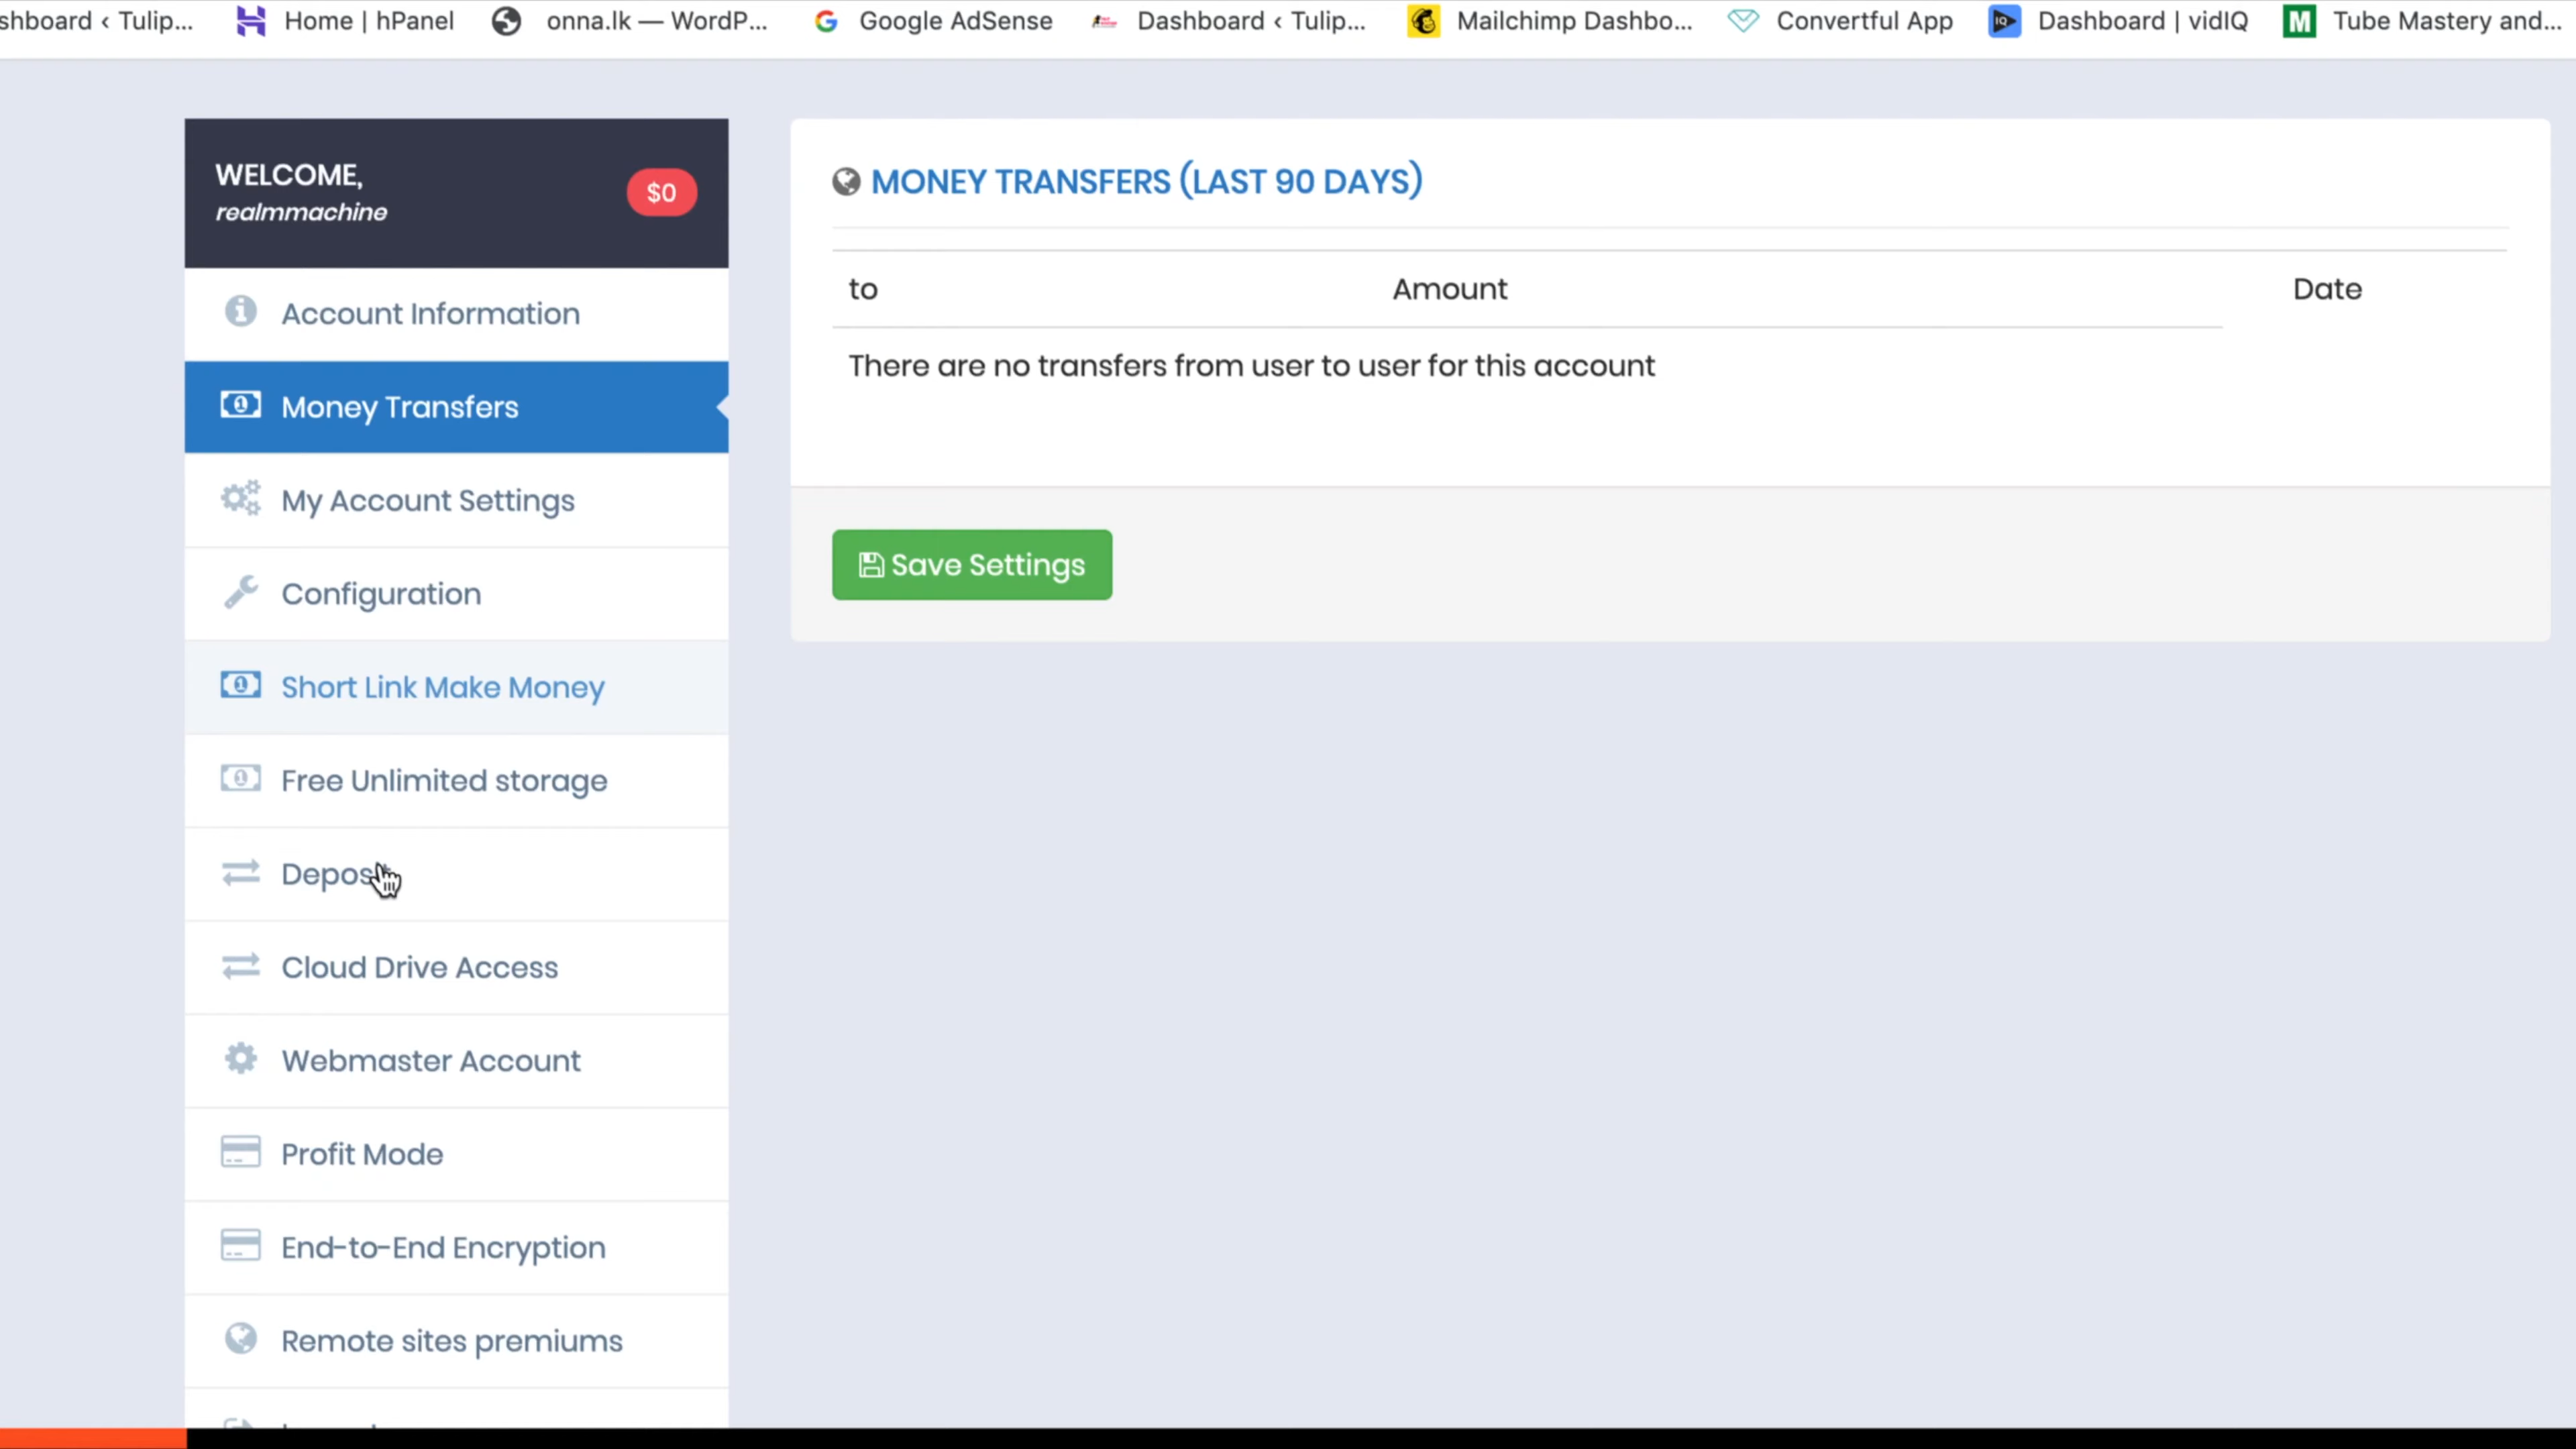 shboard ‹ Tulip... Home | hPanel onna.lk — WordP... Google AdSense Dashboard ‹ Tulip... Mailchimp Dashbo... Convertful App Dashboard | vidIQ Tube Mastery and...
WELCOME,
realmmachine
$0
Account Information
Money Transfers
My Account Settings
Configuration
Short Link Make Money
Free Unlimited storage
Cloud Drive Access
Webmaster Account
Profit Mode
End-to-End Encryption
Remote sites premiums
MONEY TRANSFERS (LAST 90 DAYS)
to Amount Date
There are no transfers from user to user for this account
Save Settings